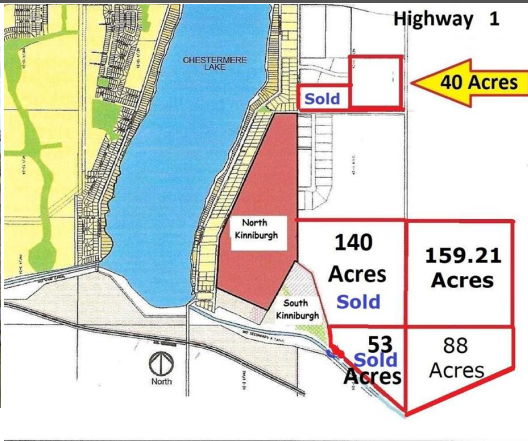 Highway 1
CHESTERMERE
LAKE
40 Acres
Sold
North
Kinniburgh
140
Acres
Sold
159.21
Acres
South
Kinniburgh
53
Sold
Acres
88
Acres
North